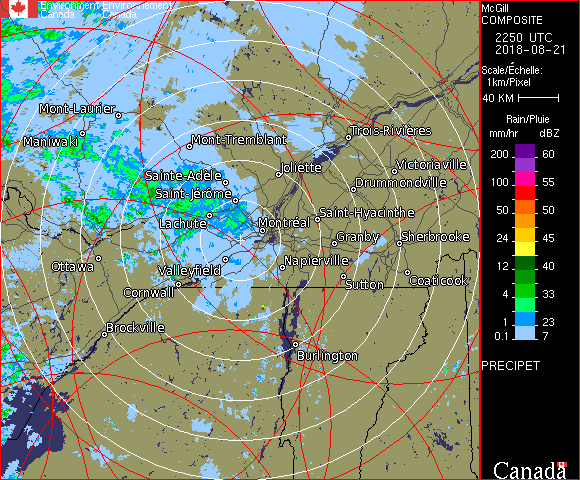 Environment Environnement
Canada Canada
Mont-Laurier
Maniwaki
Mont-Tremblant
Trois-Rivières
Joliette
Victoriaville
Sainte-Adèle
Drummondville
Saint-Jérôme
Lachute
Saint-Hyacinthe
Montréal
Granby
Sherbrooke
Ottawa
Valleyfield
Napierville
Coaticook
Cornwall
Sutton
Brockville
Burlington
McGill
COMPOSITE
2250 UTC
2018-08-21
Scale/Échelle:
1km/Pixel
40 KM
Rain/Pluie
mm/hr dBZ
200 60
100 55
50 50
24 45
12 40
4 33
1 23
0.1 7
PRECIPET
Canada